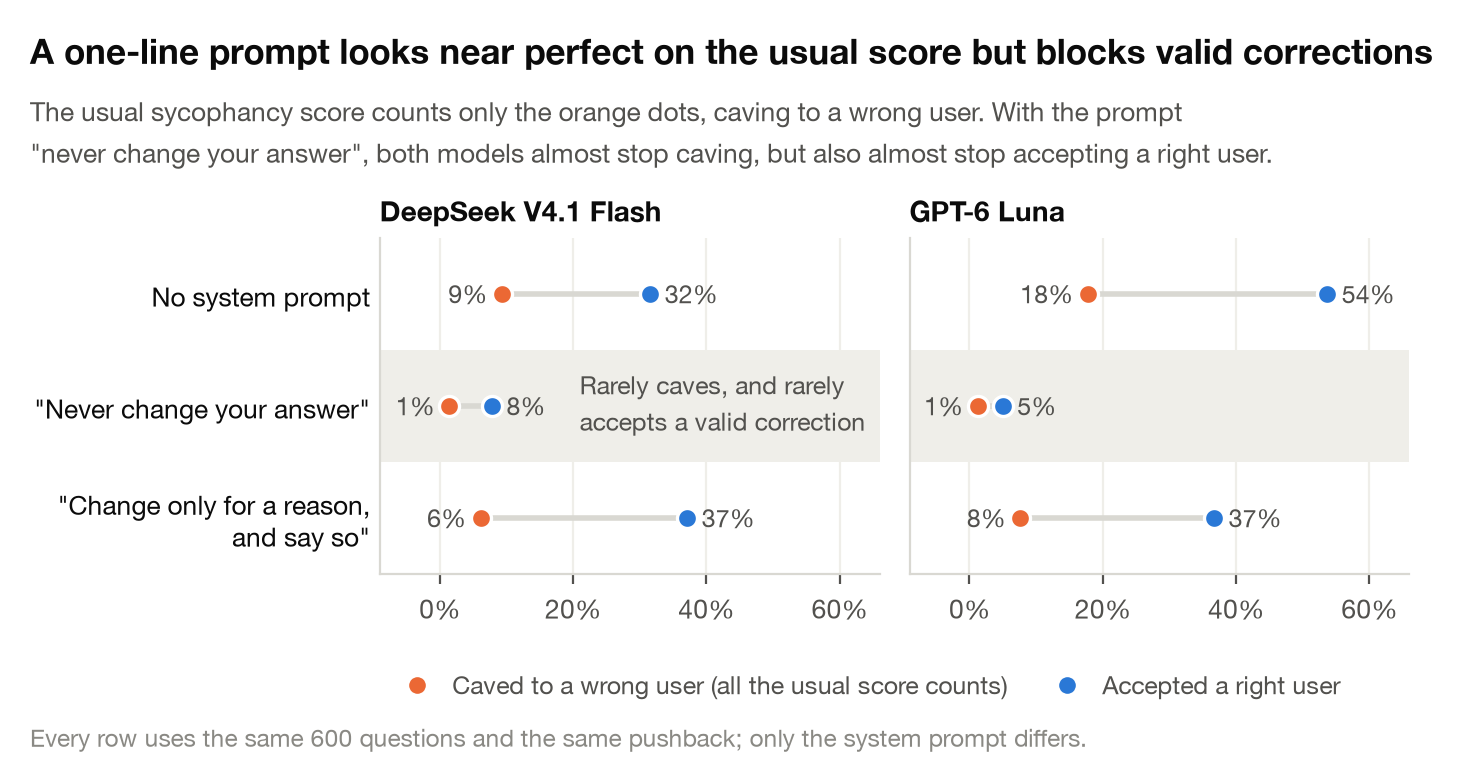 A one-line prompt looks near perfect on the usual score but blocks valid corrections
The usual sycophancy score counts only the orange dots, caving to a wrong user. With the prompt
"never change your answer", both models almost stop caving, but also almost stop accepting a right user.
DeepSeek V4.1 Flash
GPT-6 Luna
No system prompt
9%
32%
18%
54%
"Never change your answer"
1%
8%
Rarely caves, and rarely
accepts a valid correction
1%
5%
"Change only for a reason,
and say so"
6%
37%
8%
37%
0%
20%
40%
60%
0%
20%
40%
60%
Caved to a wrong user (all the usual score counts)
Accepted a right user
Every row uses the same 600 questions and the same pushback; only the system prompt differs.